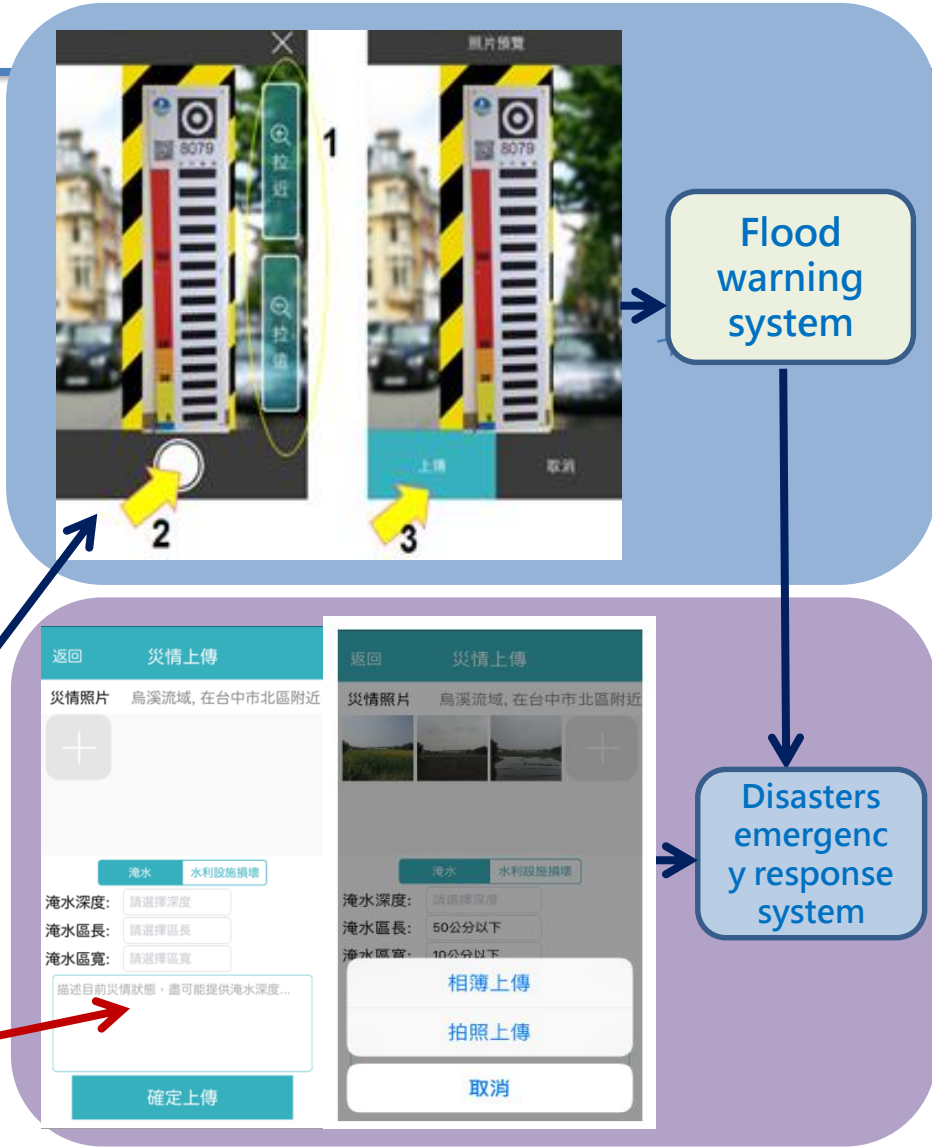 照片預覽
8079
拉近
拉遠
1
2
8079
上傳
取消
3
Flood
warning
system
返回
災情上傳
災情照片
烏溪流域, 在台中市北區附近
淹水
水利設施損壞
淹水深度:
請選擇深度
淹水區長:
請選擇區長
淹水區寬:
請選擇區寬
描述目前災情狀態，盡可能提供淹水深度...
確定上傳
返回
災情上傳
災情照片
烏溪流域, 在台中市北區附近
淹水
水利設施損壞
淹水深度:
請選擇深度
淹水區長:
50公分以下
淹水區寬:
10公分以下
相簿上傳
拍照上傳
取消
Disasters
emergenc
y response
system